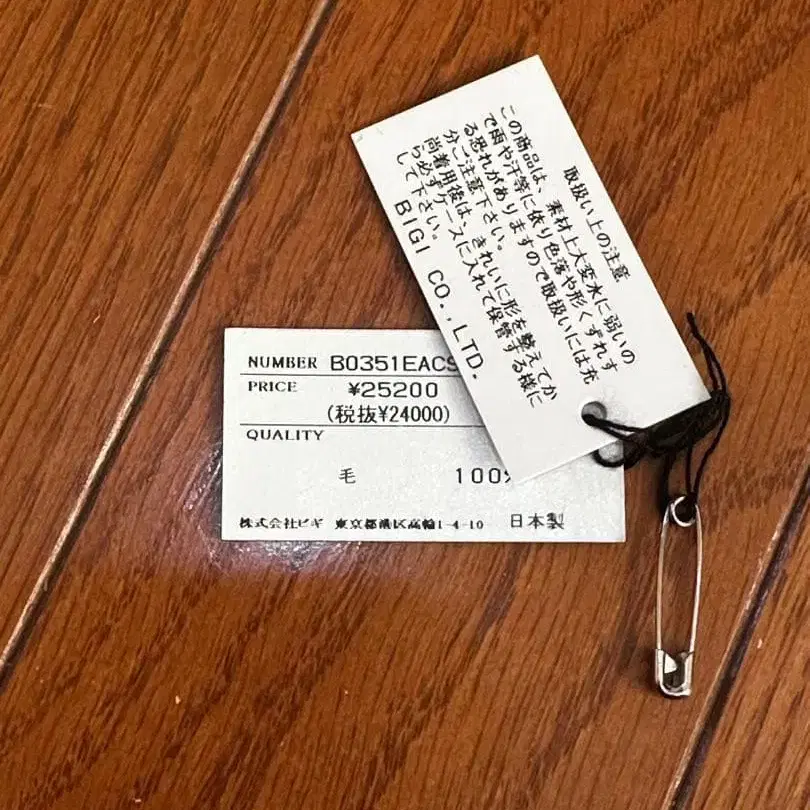 取扱い上の注意
この商品は、素材上大変水に弱いの
で雨や汗等に依り色落や形くずれす
る恐れがありますので取扱いには充
分ご注意下さい。
尚着用後は、きれいに形を整えてか
ら必ずケースに入れて保管する様に
して下さい。
BIGI CO.,LTD.
NUMBER B0351EACS
PRICE ¥25200
(税抜¥24000)
QUALITY
毛 100%
株式会社ビギ 東京都港区高輪1-4-10 日本製